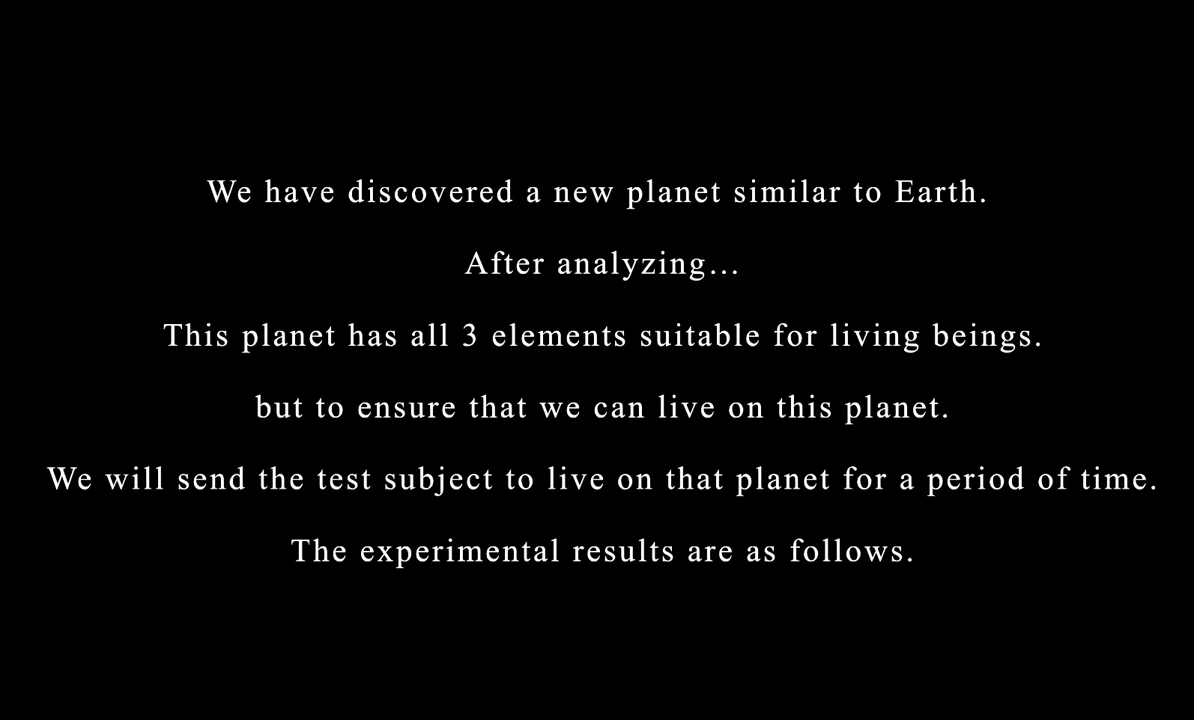 We have discovered a new planet similar to Earth.
After analyzing...
This planet has all 3 elements suitable for living beings.
but to ensure that we can live on this planet.
We will send the test subject to live on that planet for a period of time.
The experimental results are as follows.